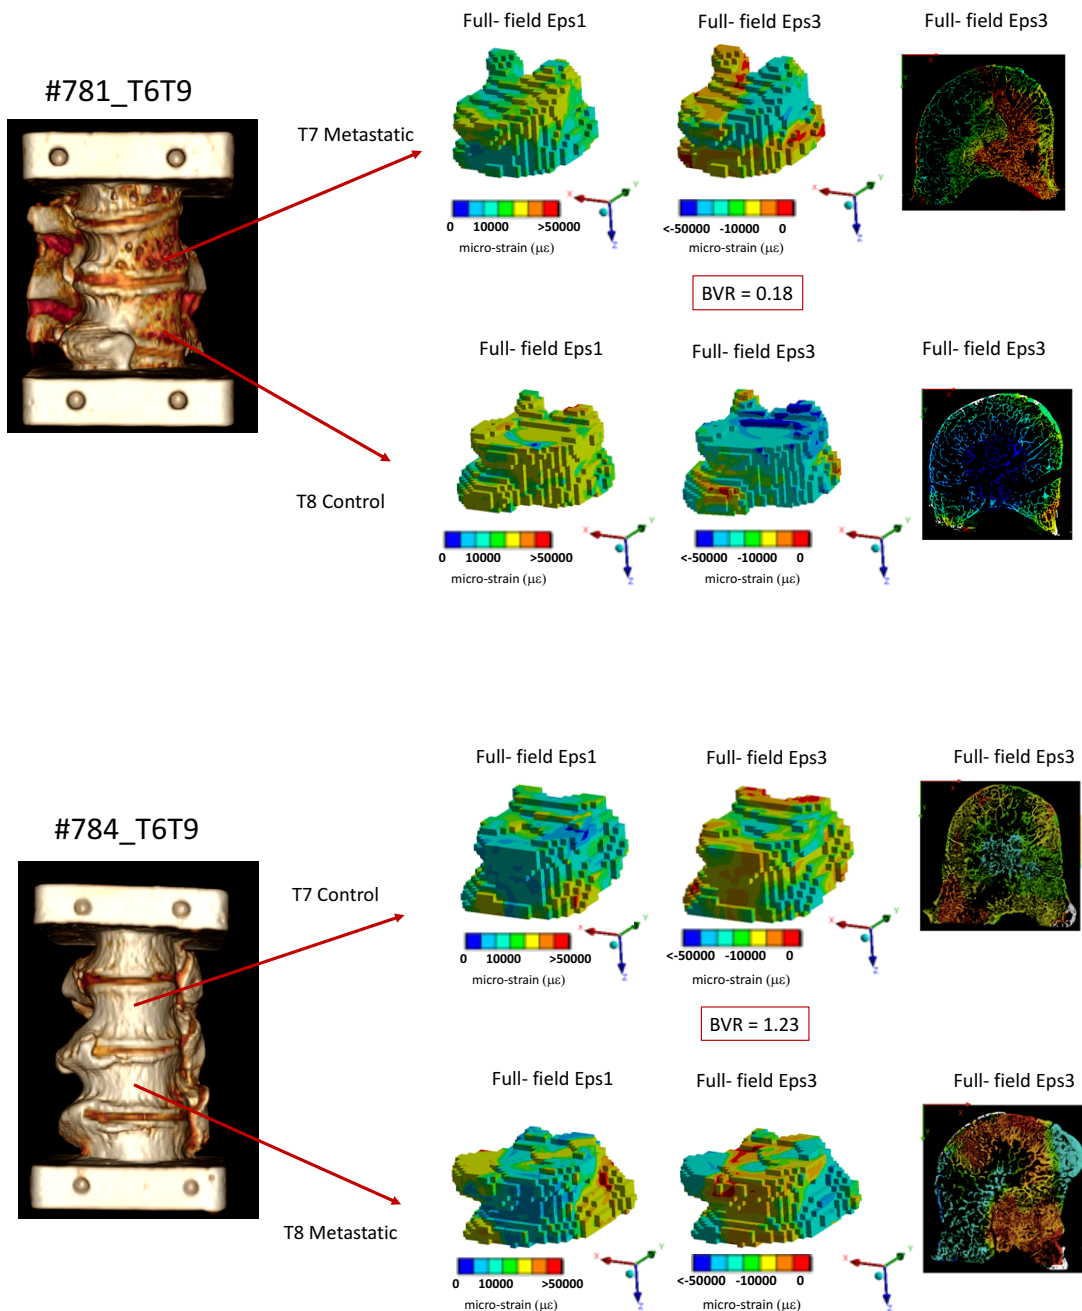 Full- field Eps1
Full- field Eps3
Full- field Eps3
#781_T6T9
T7 Metastatic
X
Y
Z
X
Y
Z
X
Y
0
10000
>50000
<-50000
-10000
0
micro-strain (με)
micro-strain (με)
BVR = 0.18
Full- field Eps1
Full- field Eps3
Full- field Eps3
T8 Control
X
Y
Z
X
Y
Z
X
Y
0
10000
>50000
<-50000
-10000
0
micro-strain (με)
micro-strain (με)
Full- field Eps1
Full- field Eps3
Full- field Eps3
#784_T6T9
T7 Control
X
Y
Z
X
Y
Z
X
Y
0
10000
>50000
<-50000
-10000
0
micro-strain (με)
micro-strain (με)
BVR = 1.23
Full- field Eps1
Full- field Eps3
Full- field Eps3
T8 Metastatic
X
Y
Z
X
Y
Z
X
Y
0
10000
>50000
<-50000
-10000
0
micro-strain (με)
micro-strain (με)